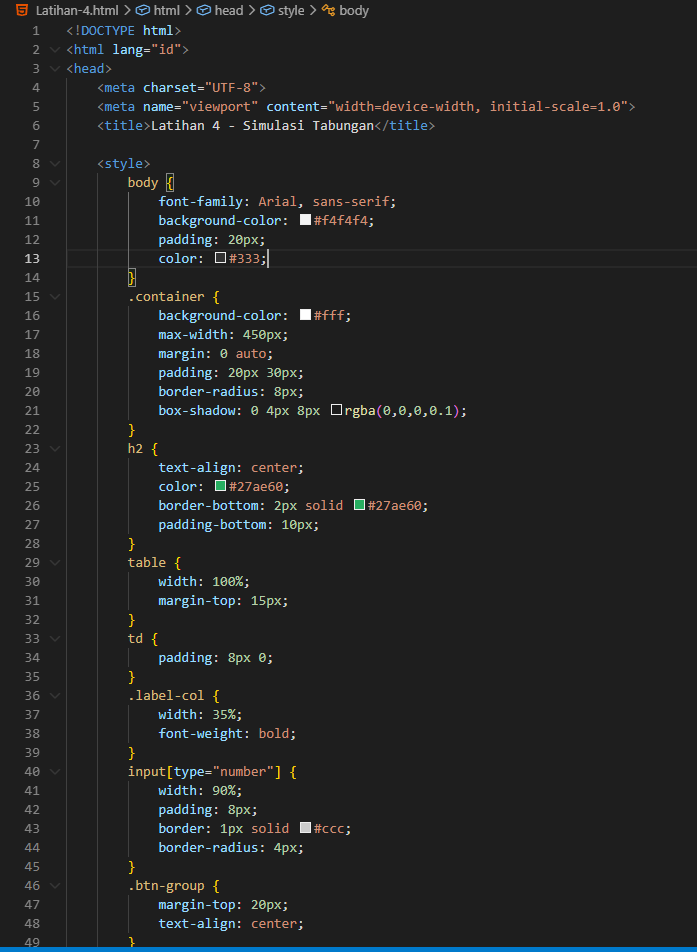 Latihan-4.html > html > head > style > body
1 <!DOCTYPE html>
2 <html lang="id">
3 <head>
4 <meta charset="UTF-8">
5 <meta name="viewport" content="width=device-width, initial-scale=1.0">
6 <title>Latihan 4 - Simulasi Tabungan</title>
7
8 <style>
9 body {
10 font-family: Arial, sans-serif;
11 background-color: #f4f4f4;
12 padding: 20px;
13 color: #333;
14 }
15 .container {
16 background-color: #fff;
17 max-width: 450px;
18 margin: 0 auto;
19 padding: 20px 30px;
20 border-radius: 8px;
21 box-shadow: 0 4px 8px rgba(0,0,0,0.1);
22 }
23 h2 {
24 text-align: center;
25 color: #27ae60;
26 border-bottom: 2px solid #27ae60;
27 padding-bottom: 10px;
28 }
29 table {
30 width: 100%;
31 margin-top: 15px;
32 }
33 td {
34 padding: 8px 0;
35 }
36 .label-col {
37 width: 35%;
38 font-weight: bold;
39 }
40 input[type="number"] {
41 width: 90%;
42 padding: 8px;
43 border: 1px solid #ccc;
44 border-radius: 4px;
45 }
46 .btn-group {
47 margin-top: 20px;
48 text-align: center;
49 }